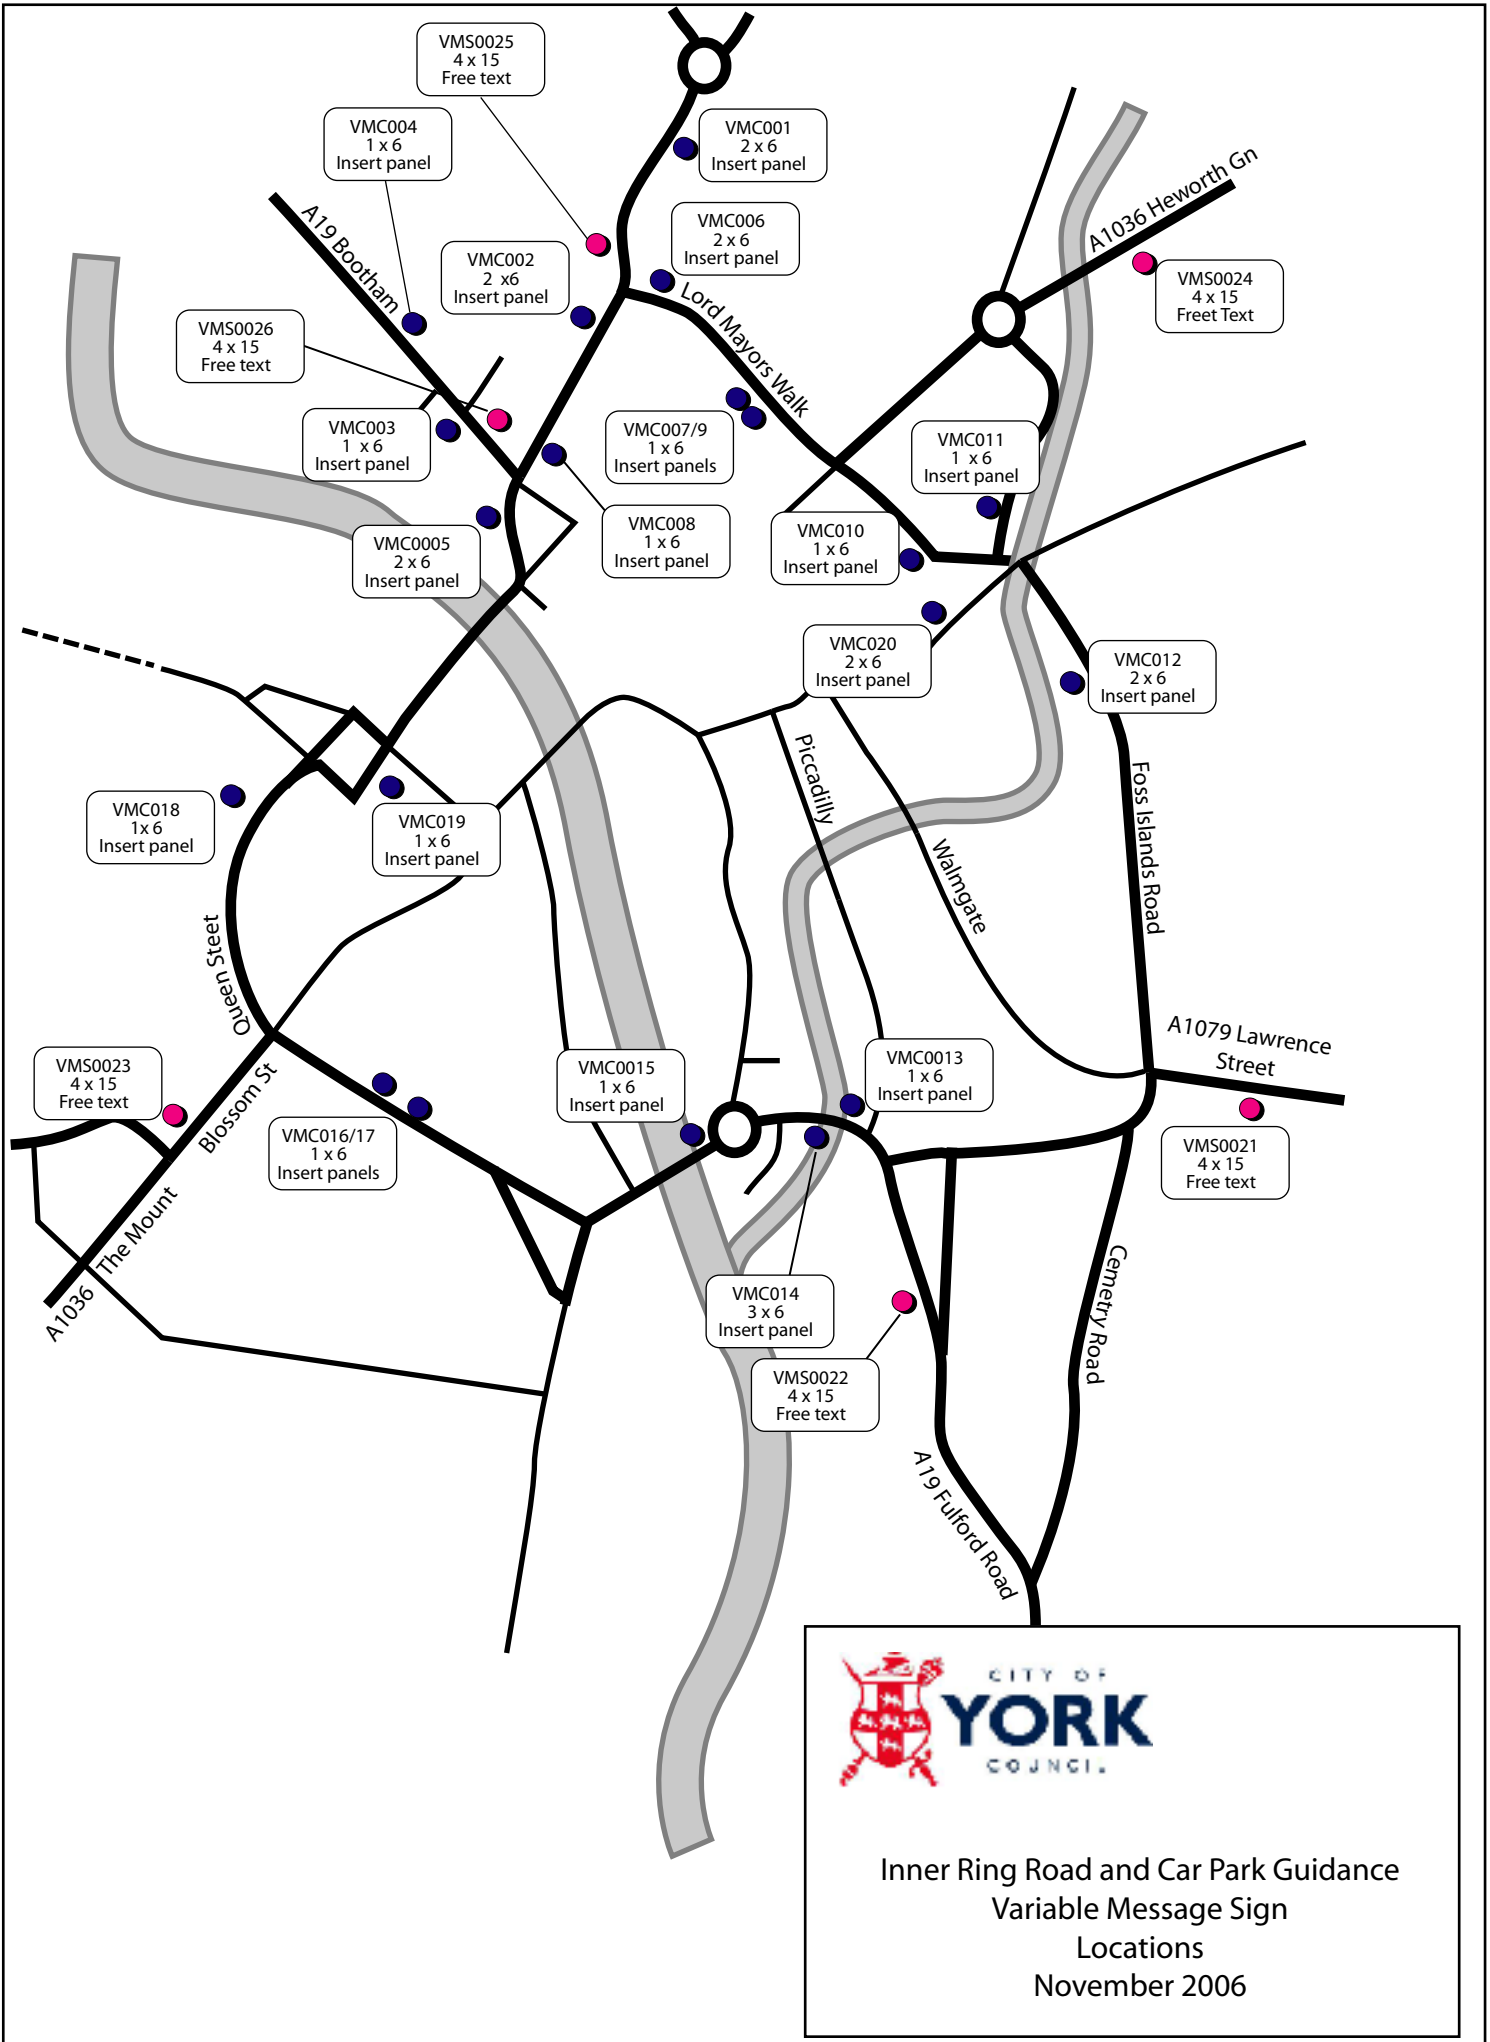 VMS0025
4 x 15
Free text
VMC004
1 x 6
Insert panel
VMC001
2 x 6
Insert panel
A1036 Heworth Gn
A19 Bootham
VMC006
2 x 6
Insert panel
VMC002
2 x6
Insert panel
VMS0024
4 x 15
Freet Text
Lord Mayors Walk
VMS0026
4 x 15
Free text
VMC003
1 x 6
Insert panel
VMC007/9
1 x 6
Insert panels
VMC011
1 x 6
Insert panel
VMC008
1 x 6
Insert panel
VMC010
1 x 6
Insert panel
VMC0005
2 x 6
Insert panel
VMC020
2 x 6
Insert panel
VMC012
2 x 6
Insert panel
Piccadilly
Foss Islands Road
VMC018
1x 6
Insert panel
VMC019
1 x 6
Insert panel
Walmgate
Queen Steet
A1079 Lawrence
Street
VMS0023
4 x 15
Free text
Blossom St
VMC0015
1 x 6
Insert panel
VMC0013
1 x 6
Insert panel
VMC016/17
1 x 6
Insert panels
VMS0021
4 x 15
Free text
The Mount
A1036
VMC014
3 x 6
Insert panel
Cemetry Road
VMS0022
4 x 15
Free text
A19 Fulford Road
CITY OF
YORK
COUNCIL
Inner Ring Road and Car Park Guidance
Variable Message Sign
Locations
November 2006